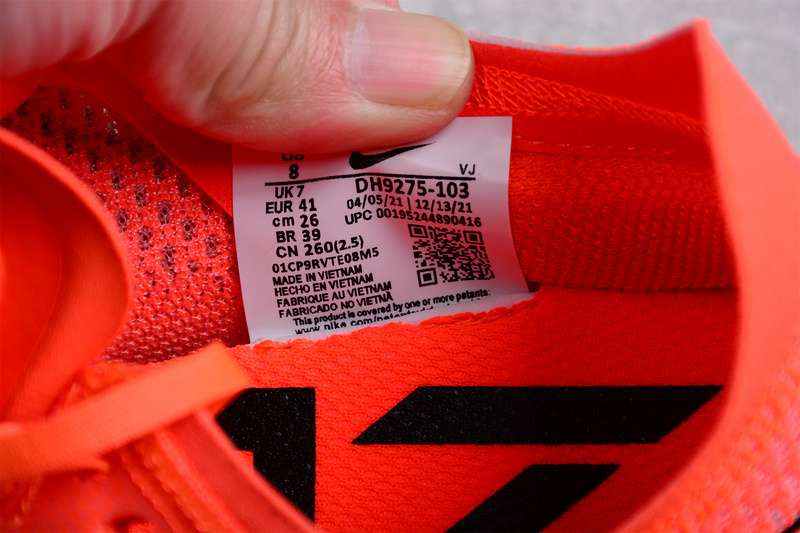 US
8 VJ
UK 7 DH9275-103
EUR 41 04/05/21 | 12/13/21
cm 26 UPC 00195244890416
BR 39
CN 260(2.5)
01CP9RVTE08M5
MADE IN VIETNAM
HECHO EN VIETNAM
FABRIQUE AU VIETNAM
FABRICADO NO VIETNÃ
This product is covered by one or more patents: